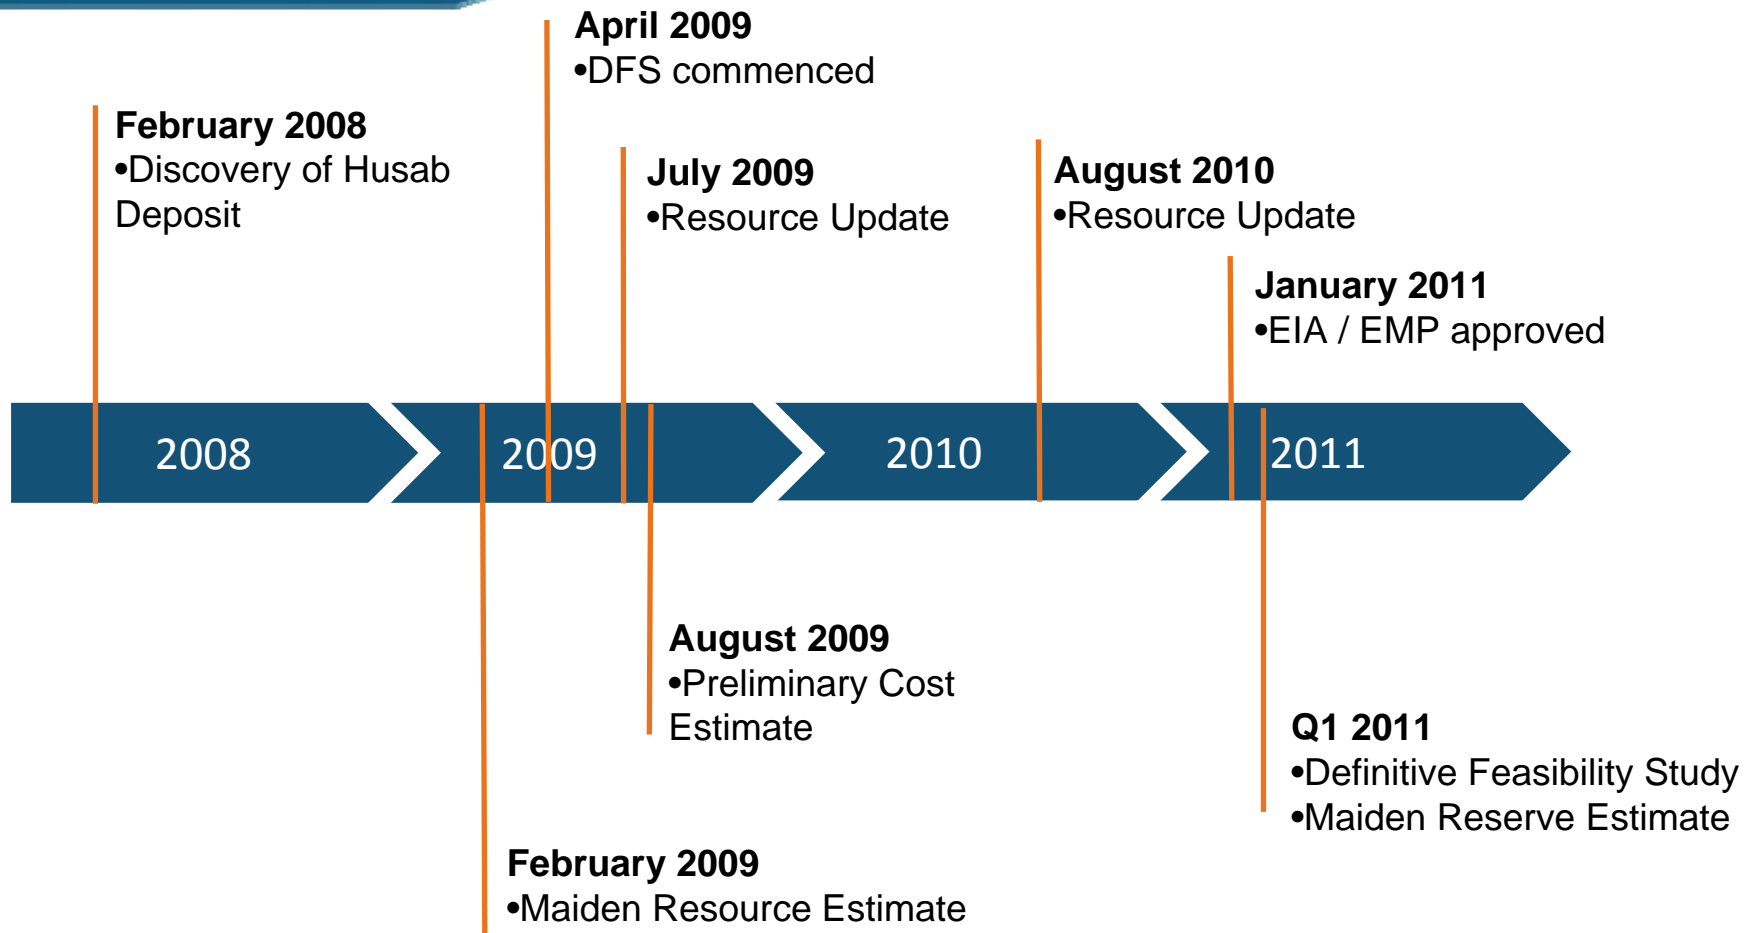 April 2009
•DFS commenced
February 2008
•Discovery of Husab
Deposit
July 2009
•Resource Update
August 2010
•Resource Update
January 2011
•EIA / EMP approved
2008
2009
2010
2011
August 2009
•Preliminary Cost
Estimate
Q1 2011
•Definitive Feasibility Study
•Maiden Reserve Estimate
February 2009
•Maiden Resource Estimate